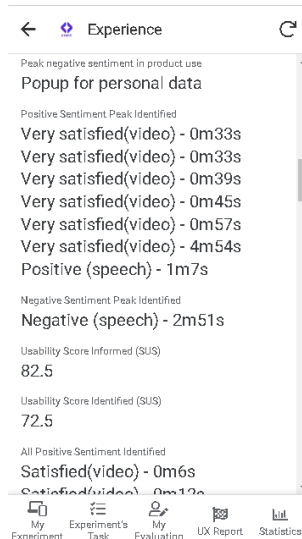 Experience
Peak negative sentiment in product use
Popup for personal data
Positive Sentiment Peak Identified
Very satisfied(video) - 0m33s
Very satisfied(video) - 0m33s
Very satisfied(video) - 0m39s
Very satisfied(video) - 0m45s
Very satisfied(video) - 0m57s
Very satisfied(video) - 4m54s
Positive (speech) - 1m7s
Negative Sentiment Peak Identified
Negative (speech) - 2m51s
Usability Score Informed (SUS)
82.5
Usability Score Identified (SUS)
72.5
All Positive Sentiment Identified
Satisfied(video) - 0m6s
Satisfied(video) - 0m12s
My Experiment
Experiment's Task
My Evaluation
UX Report
Statistics